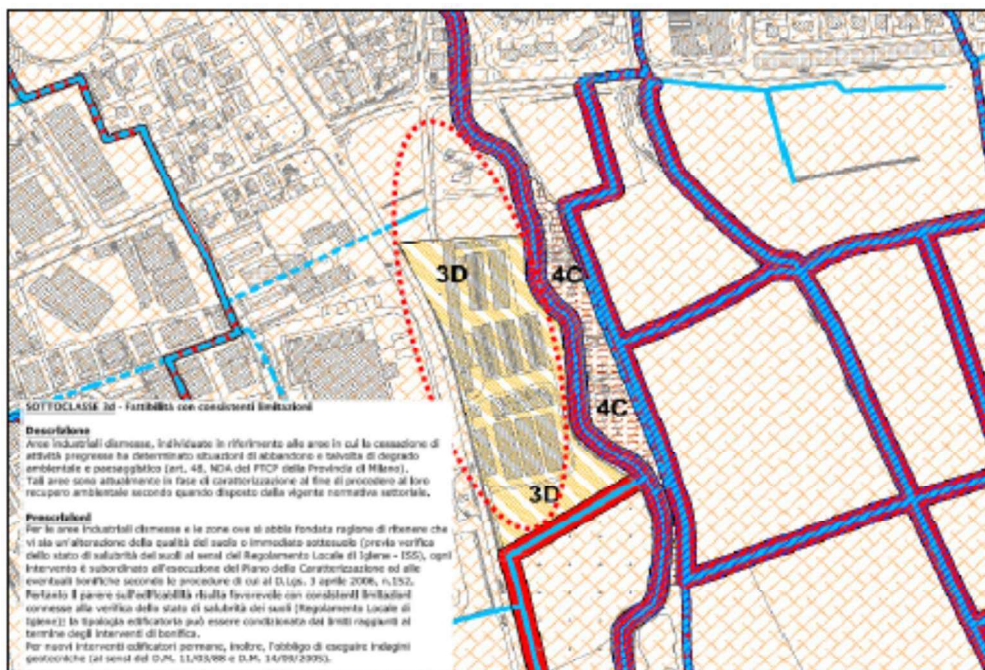 3D
4C
4C
3D
SOTTOCLASSE 3d - Fattibilità con consistenti limitazioni
Descrizione
Aree industriali dismesse, individuate in riferimento alle aree in cui la cessazione di
attività pregresse ha determinato situazioni di abbandono e talvolta di degrado
ambientale e paesaggistico (art. 48, NDA del PTCP della Provincia di Milano).
Tali aree sono attualmente in fase di caratterizzazione al fine di procedere al loro
recupero ambientale secondo quando disposto dalla vigente normativa settoriale.
Prescrizioni
Per le aree industriali dismesse e le zone ove si abbia fondata ragione di ritenere che
vi sia un'alterazione della qualità del suolo o immediato sottosuolo (previa verifica
dello stato di salubrità dei suoli ai sensi del Regolamento Locale di Igiene - ISS), ogni
intervento è subordinato all'esecuzione del Piano della Caratterizzazione ed alle
eventuali bonifiche secondo le procedure di cui al D.Lgs. 3 aprile 2006, n.152.
Pertanto il parere sull'edificabilità risulta favorevole con consistenti limitazioni
connesse alla verifica dello stato di salubrità dei suoli (Regolamento Locale di
Igiene); la tipologia edificatoria può essere condizionata dai limiti raggiunti al
termine degli interventi di bonifica.
Per nuovi interventi edificatori permane, inoltre, l'obbligo di eseguire indagini
geotecniche (ai sensi del D.M. 11/03/88 e D.M. 14/09/2005).